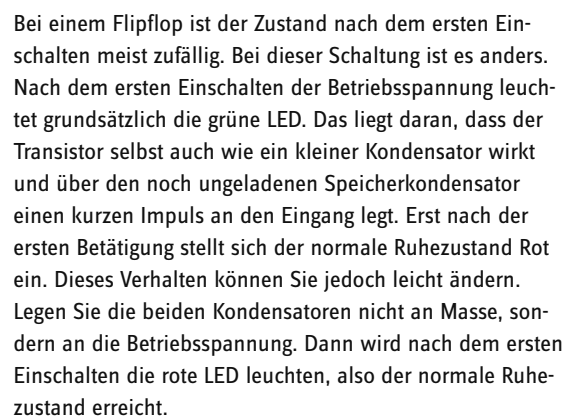 Bei einem Flipflop ist der Zustand nach dem ersten Ein-
schalten meist zufällig. Bei dieser Schaltung ist es anders.
Nach dem ersten Einschalten der Betriebsspannung leuch-
tet grundsätzlich die grüne LED. Das liegt daran, dass der
Transistor selbst auch wie ein kleiner Kondensator wirkt
und über den noch ungeladenen Speicherkondensator
einen kurzen Impuls an den Eingang legt. Erst nach der
ersten Betätigung stellt sich der normale Ruhezustand Rot
ein. Dieses Verhalten können Sie jedoch leicht ändern.
Legen Sie die beiden Kondensatoren nicht an Masse, son-
dern an die Betriebsspannung. Dann wird nach dem ersten
Einschalten die rote LED leuchten, also der normale Ruhe-
zustand erreicht.